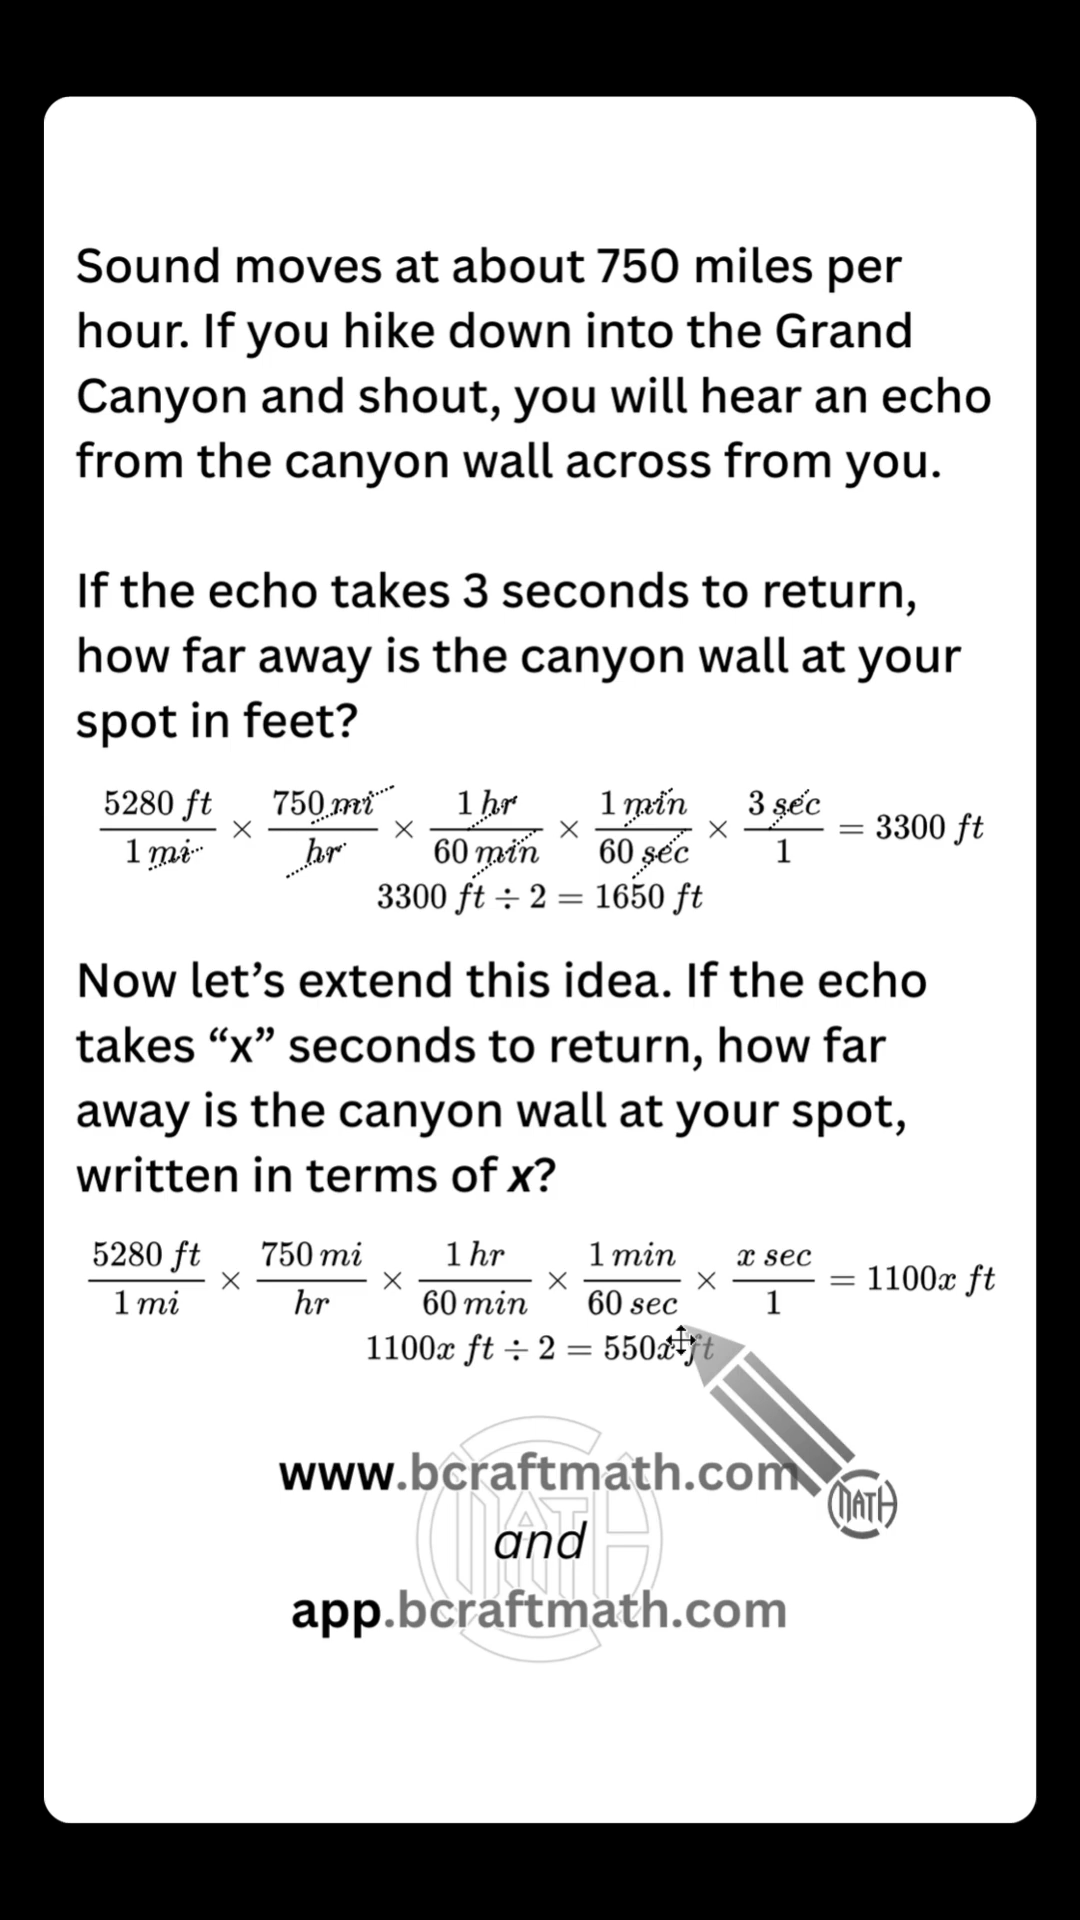 Sound moves at about 750 miles per
hour. If you hike down into the Grand
Canyon and shout, you will hear an echo
from the canyon wall across from you.
If the echo takes 3 seconds to return,
how far away is the canyon wall at your
spot in feet?
5280 ft / 1 mi × 750 mi / hr × 1 hr / 60 min × 1 min / 60 sec × 3 sec / 1 = 3300 ft
3300 ft ÷ 2 = 1650 ft
Now let’s extend this idea. If the echo
takes “x” seconds to return, how far
away is the canyon wall at your spot,
written in terms of x?
5280 ft / 1 mi × 750 mi / hr × 1 hr / 60 min × 1 min / 60 sec × x sec / 1 = 1100x ft
1100x ft ÷ 2 = 550x ft
www.bcraftmath.com
MATH
and
MATH
app.bcraftmath.com